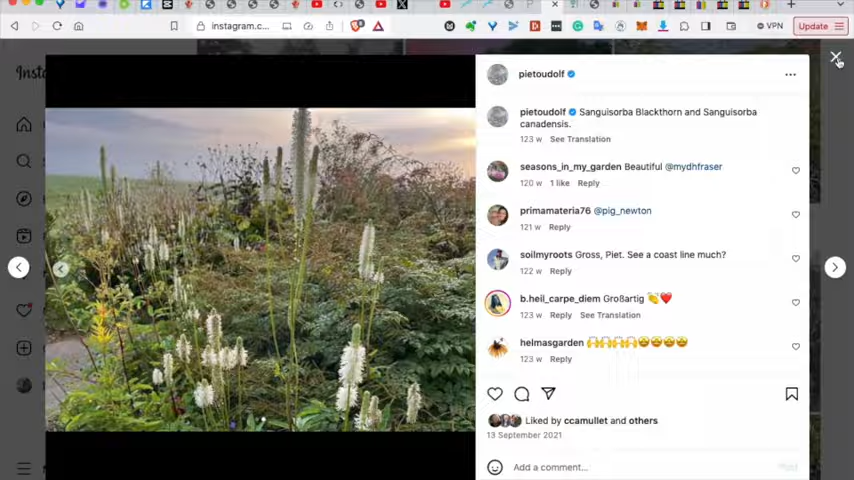 instagram.c...
VPN
Update
Insta
pietoudolf
pietoudolf Sanguisorba Blackthorn and Sanguisorba
canadensis.
123 w See Translation
seasons_in_my_garden Beautiful @mydhfraser
120 w 1 like Reply
primamateria76 @pig_newton
121 w Reply
soilmyroots Gross, Piet. See a coast line much?
122 w Reply
b.heil_carpe_diem Großartig 👏❤️
123 w Reply See Translation
helmasgarden 🙌🙌🙌🙌🤩🤩🤩🤩
123 w Reply
Liked by ccamullet and others
13 September 2021
Add a comment...